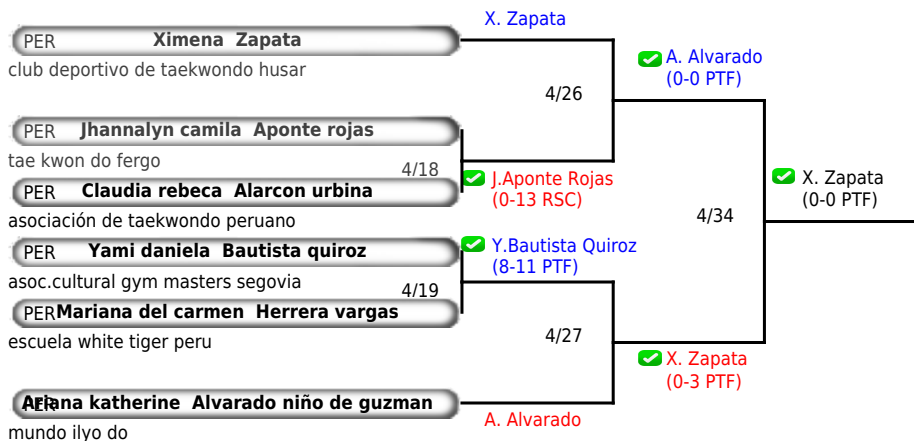 X. Zapata
PER Ximena Zapata
club deportivo de taekwondo husar
A. Alvarado
(0-0 PTF)
4/26
PER Jhannalyn camila Aponte rojas
tae kwon do fergo
4/18
J.Aponte Rojas
(0-13 RSC)
X. Zapata
(0-0 PTF)
PER Claudia rebeca Alarcon urbina
asociación de taekwondo peruano
4/34
PER Yami daniela Bautista quiroz
Y.Bautista Quiroz
(8-11 PTF)
asoc.cultural gym masters segovia
4/19
PER Mariana del carmen Herrera vargas
escuela white tiger peru
4/27
X. Zapata
(0-3 PTF)
PER Ariana katherine Alvarado niño de guzman
A. Alvarado
mundo ilyo do